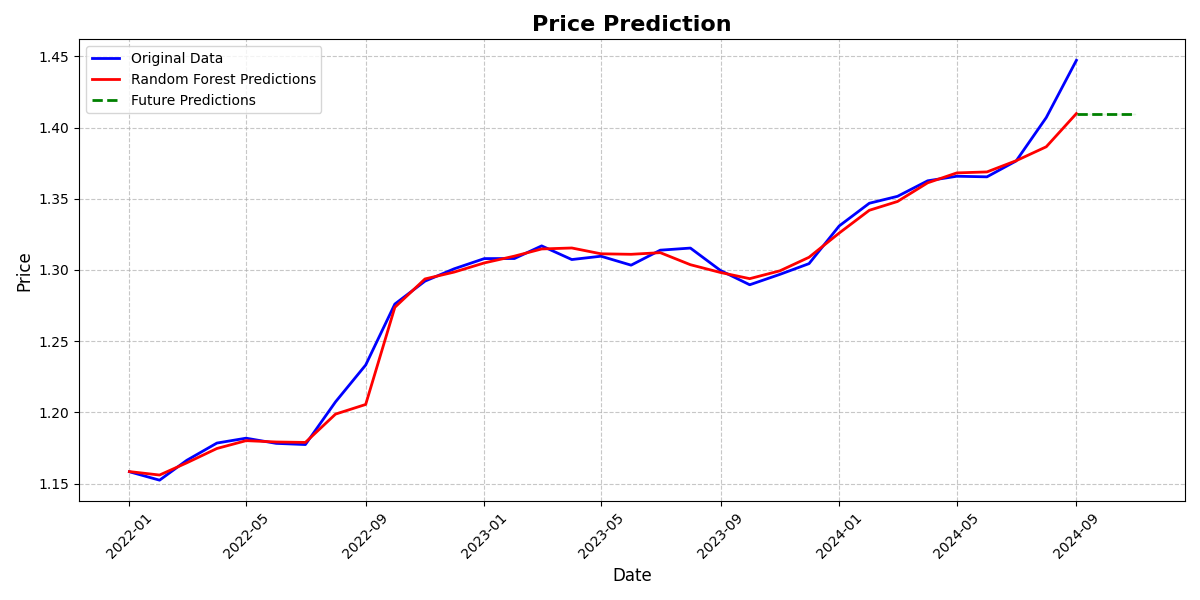 Price Prediction
Original Data
Random Forest Predictions
Future Predictions
Price
1.45
1.40
1.35
1.30
1.25
1.20
1.15
2022-01
2022-05
2022-09
2023-01
2023-05
2023-09
2024-01
2024-05
2024-09
Date